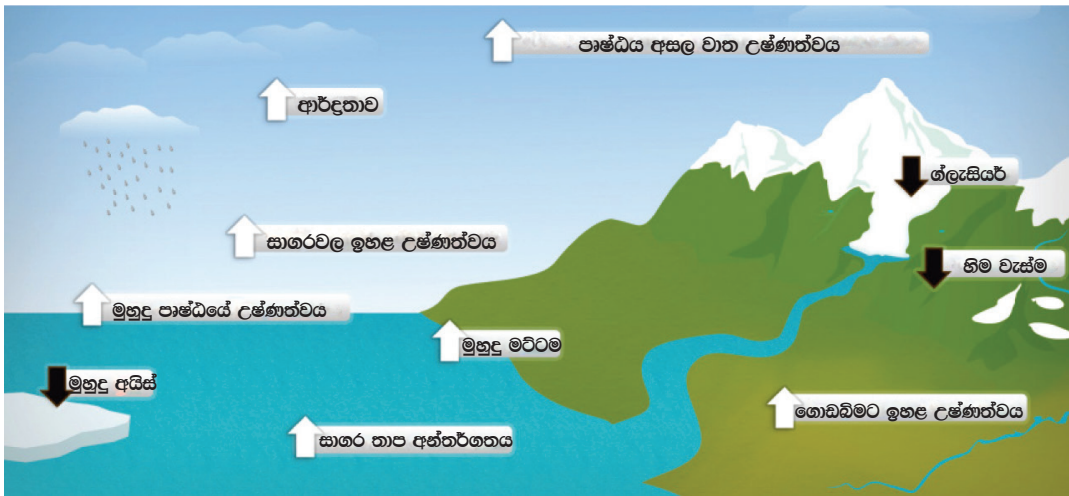 පෘෂ්ඨය අසල වාත උෂ්ණත්වය
ආර්ද්‍රතාව
ග්ලැසියර්
සාගරවල ඉහළ උෂ්ණත්වය
හිම වැස්ම
මුහුදු පෘෂ්ඨයේ උෂ්ණත්වය
මුහුදු මට්ටම
මුහුදු අයිස්
ගොඩබිමට ඉහළ උෂ්ණත්වය
සාගර තාප අන්තර්ගතය